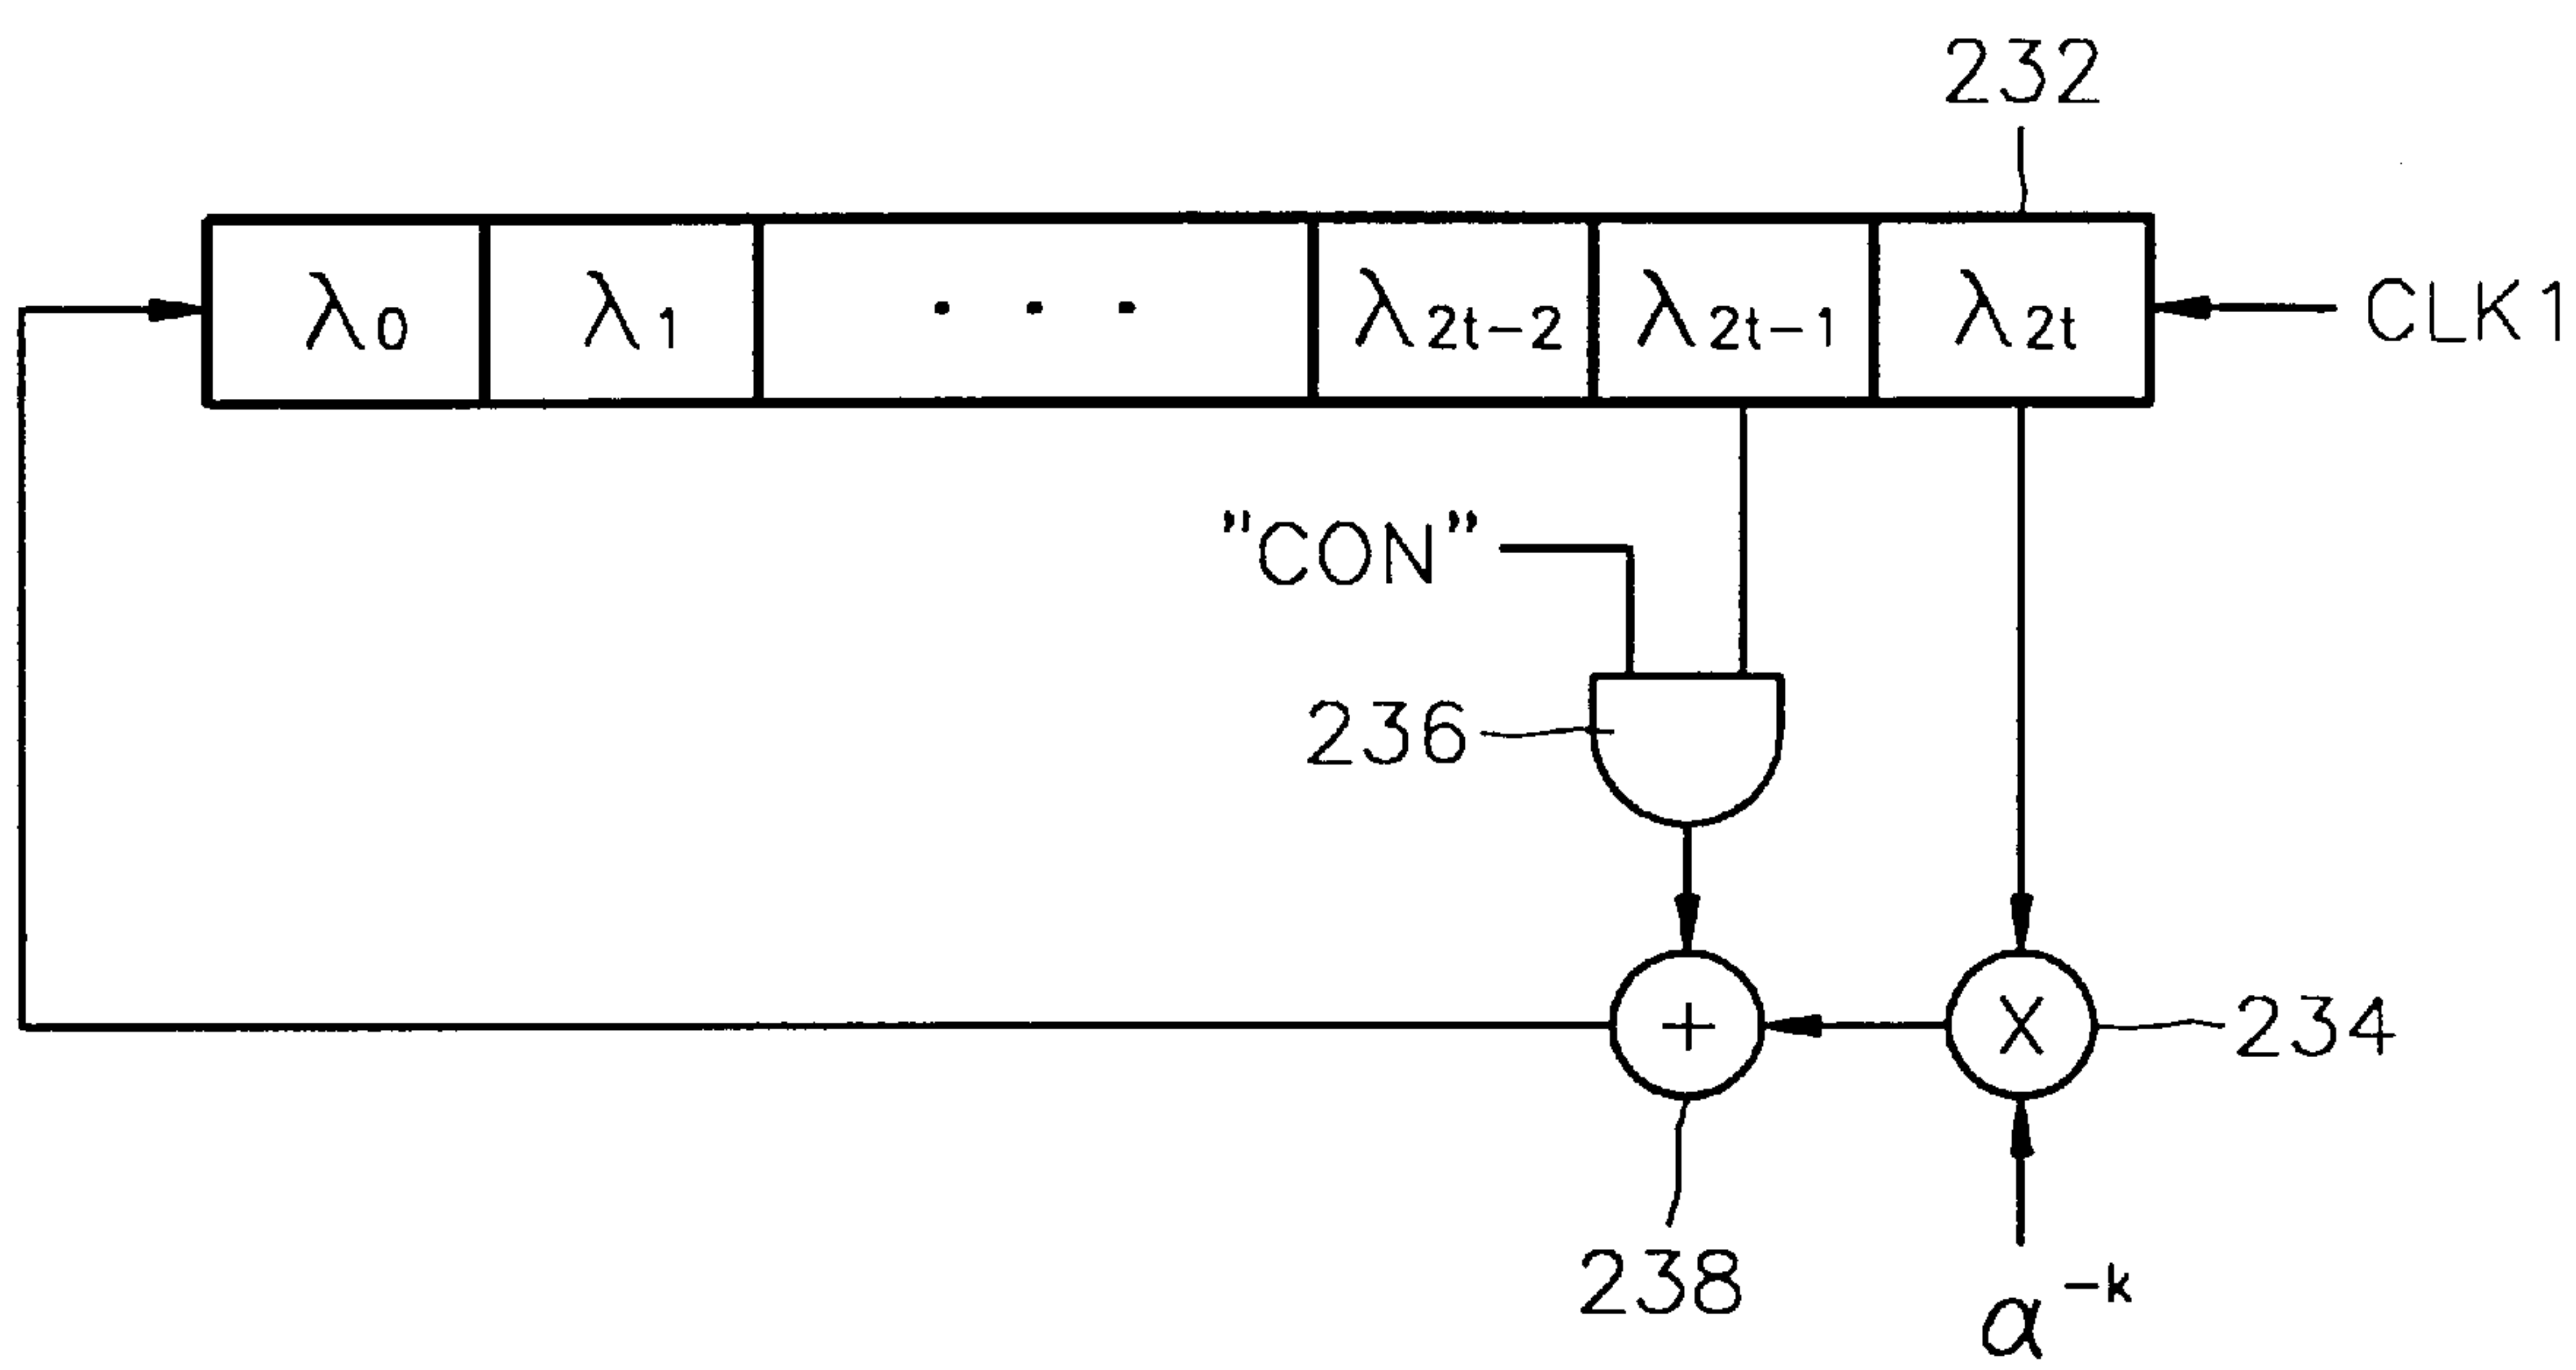 232
λ0 λ1 . . . λ2t-2 λ2t-1 λ2t CLK1
"CON"
236
+ X 234
238
α-k